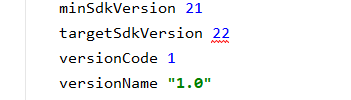 minSdkVersion 21
targetSdkVersion 22
versionCode 1
versionName "1.0"